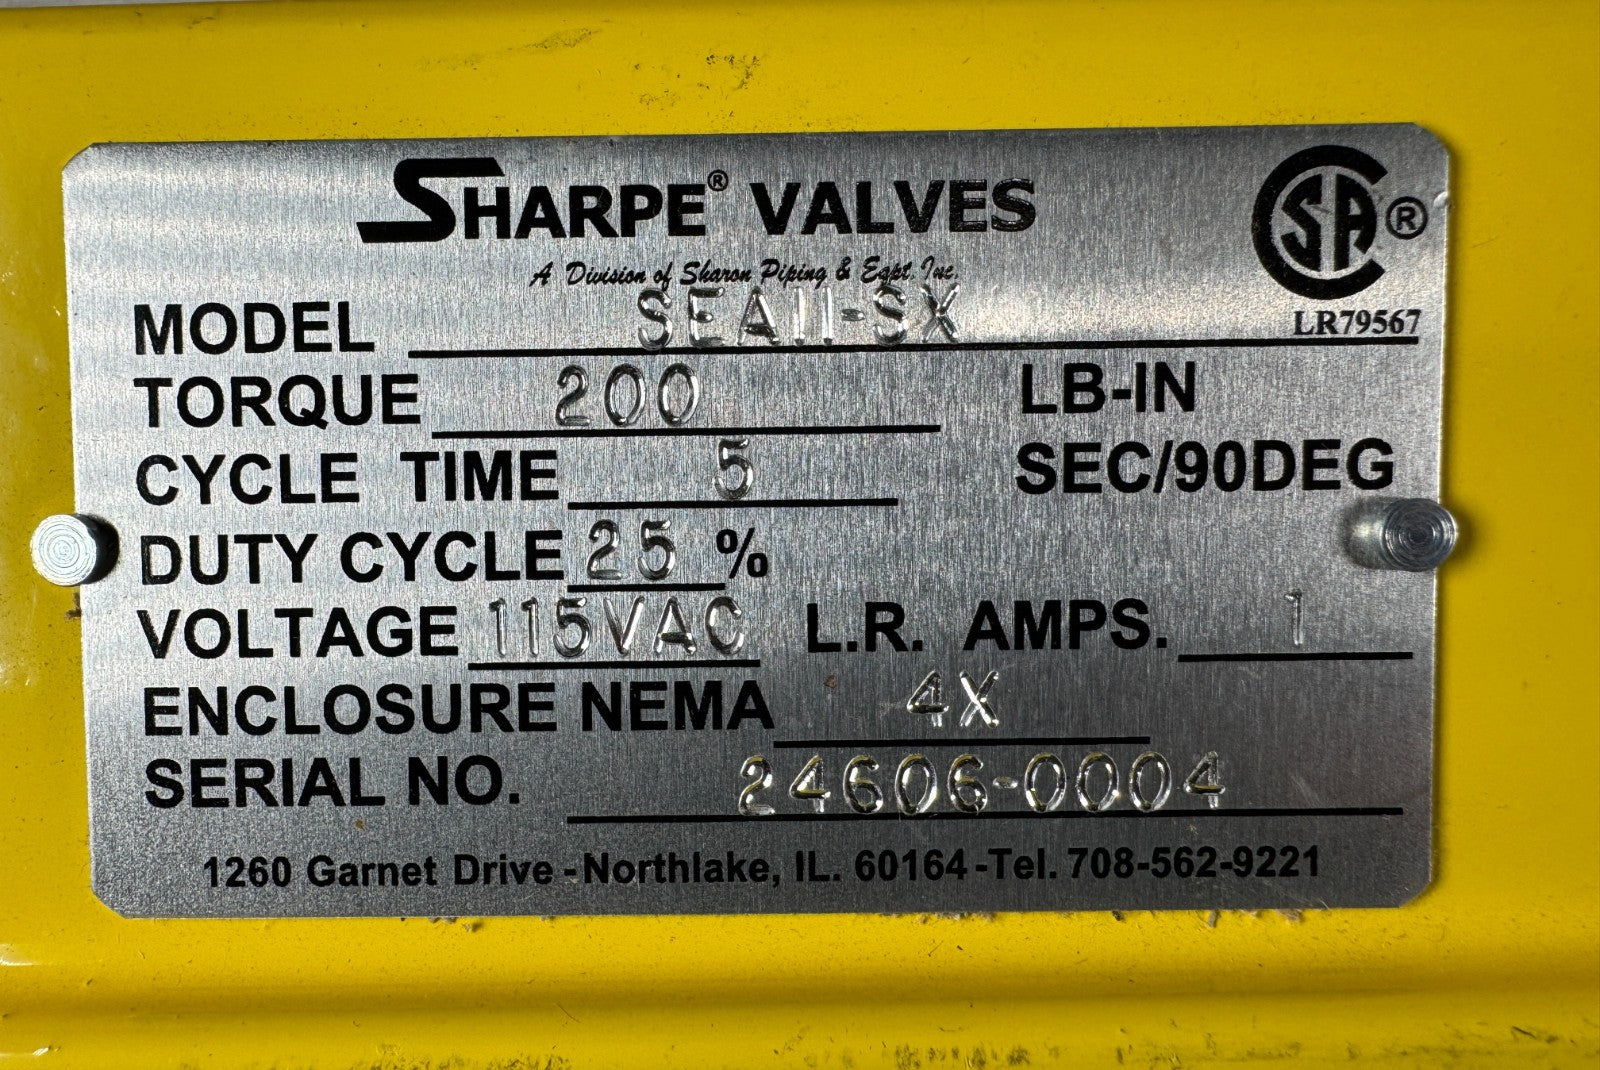 SHARPE® VALVES
A Division of Sharon Piping & Eqpt. Inc.
CSA®
LR79567
MODEL SEAII-SX
TORQUE 200 LB-IN
CYCLE TIME 5 SEC/90DEG
DUTY CYCLE 25 %
VOLTAGE 115VAC L.R. AMPS. 1
ENCLOSURE NEMA 4X
SERIAL NO. 24606-0004
1260 Garnet Drive - Northlake, IL. 60164 - Tel. 708-562-9221